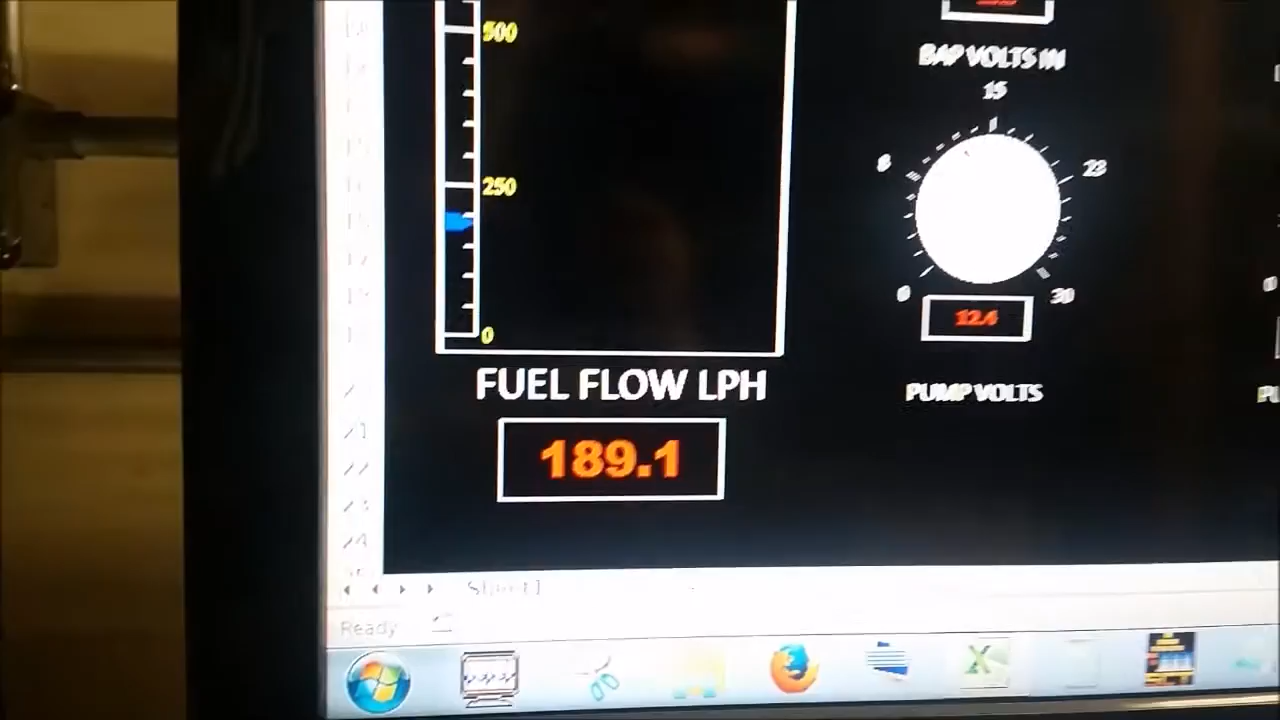 500
250
0
FUEL FLOW LPH
189.1
BAP VOLTS IN
15
8
23
0
30
12.4
PUMP VOLTS
Sheet1
Ready